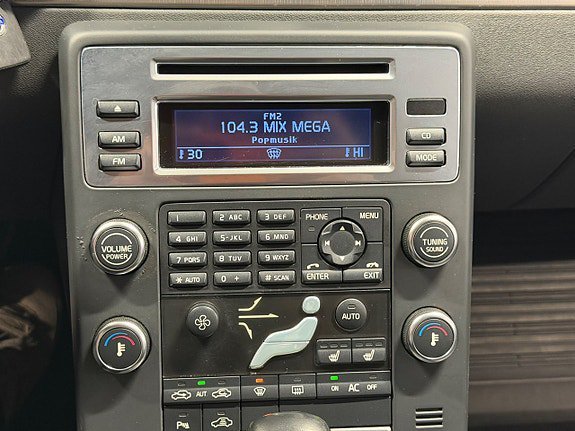 FM2
104.3 MIX MEGA
Popmusik
30 HI
AM
FM
CD
MODE
VOLUME
POWER
1 2 ABC 3 DEF
4 GHI 5-JKL 6 MNO
7 PQRS 8 TUV 9 WXYZ
* AUTO 0 + # SCAN
PHONE MENU
ENTER EXIT
TUNING
SOUND
AUTO
AUT
ON AC OFF